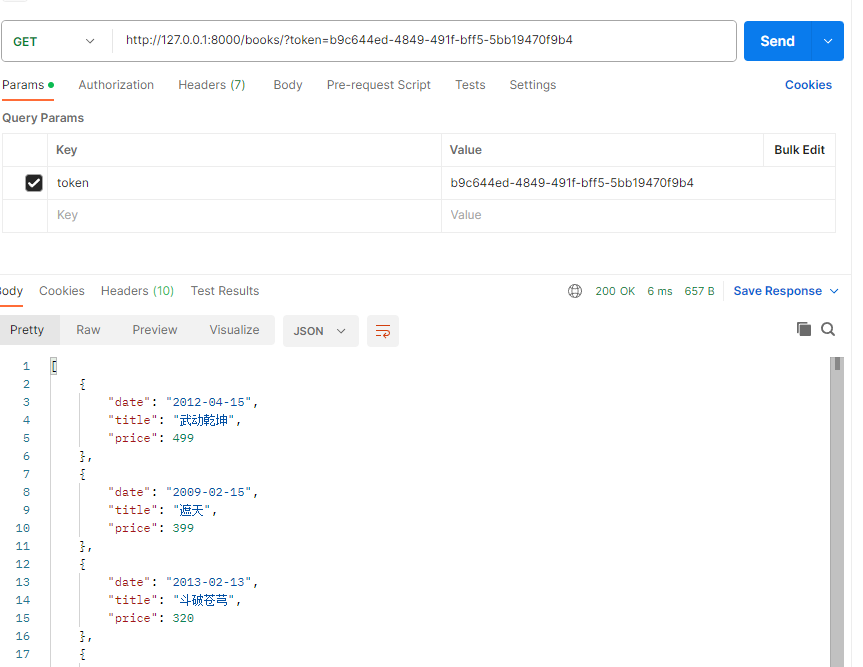 GET http://127.0.0.1:8000/books/?token=b9c644ed-4849-491f-bff5-5bb19470f9b4 Send
Params Authorization Headers (7) Body Pre-request Script Tests Settings Cookies
Query Params
Key Value Bulk Edit
token b9c644ed-4849-491f-bff5-5bb19470f9b4
Key Value
Body Cookies Headers (10) Test Results 200 OK 6 ms 657 B Save Response
Pretty Raw Preview Visualize JSON
1 [
2 {
3 "date": "2012-04-15",
4 "title": "武动乾坤",
5 "price": 499
6 },
7 {
8 "date": "2009-02-15",
9 "title": "遮天",
10 "price": 399
11 },
12 {
13 "date": "2013-02-13",
14 "title": "斗破苍芎",
15 "price": 320
16 },
17 {